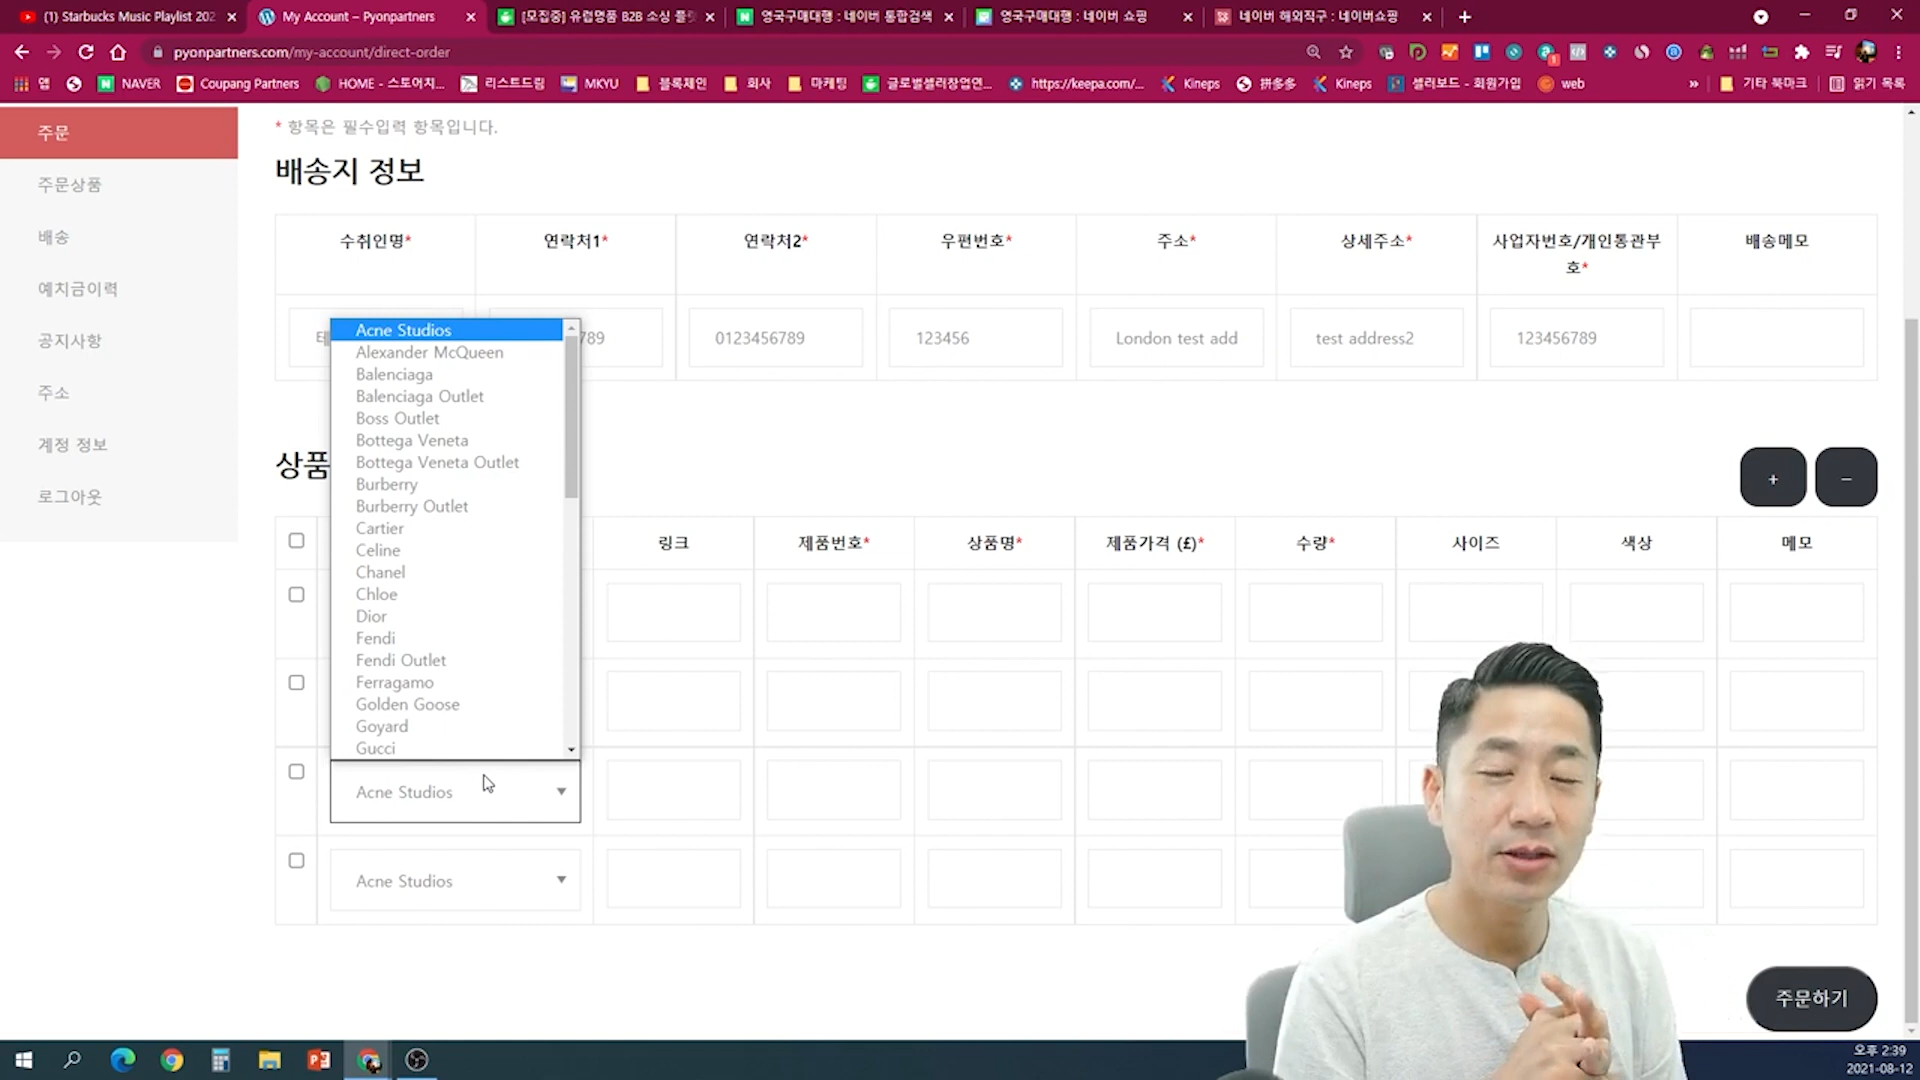 (1) Starbucks Music Playlist 202
My Account – Pyonpartners
[모집중] 유럽명품 B2B 소싱 플랫
영국구매대행 : 네이버 통합검색
영국구매대행 : 네이버 쇼핑
네이버 해외직구 : 네이버쇼핑
pyonpartners.com/my-account/direct-order
앱
NAVER
Coupang Partners
HOME - 스토어치...
리스트드림
MKYU
블록체인
회사
마케팅
글로벌셀러창업연...
https://keepa.com/...
Kineps
拼多多
Kineps
셀러보드 - 회원가입
web
»
기타 북마크
읽기 목록
주문
주문상품
배송
예치금이력
공지사항
주소
계정 정보
로그아웃
* 항목은 필수입력 항목입니다.
배송지 정보
수취인명*
연락처1*
연락처2*
우편번호*
주소*
상세주소*
사업자번호/개인통관부
호*
배송메모
789
0123456789
123456
London test add
test address2
123456789
상품
+
−
링크
제품번호*
상품명*
제품가격 (£)*
수량*
사이즈
색상
메모
Acne Studios
Alexander McQueen
Balenciaga
Balenciaga Outlet
Boss Outlet
Bottega Veneta
Bottega Veneta Outlet
Burberry
Burberry Outlet
Cartier
Celine
Chanel
Chloe
Dior
Fendi
Fendi Outlet
Ferragamo
Golden Goose
Goyard
Gucci
Acne Studios
Acne Studios
주문하기
오후 2:39
2021-08-12